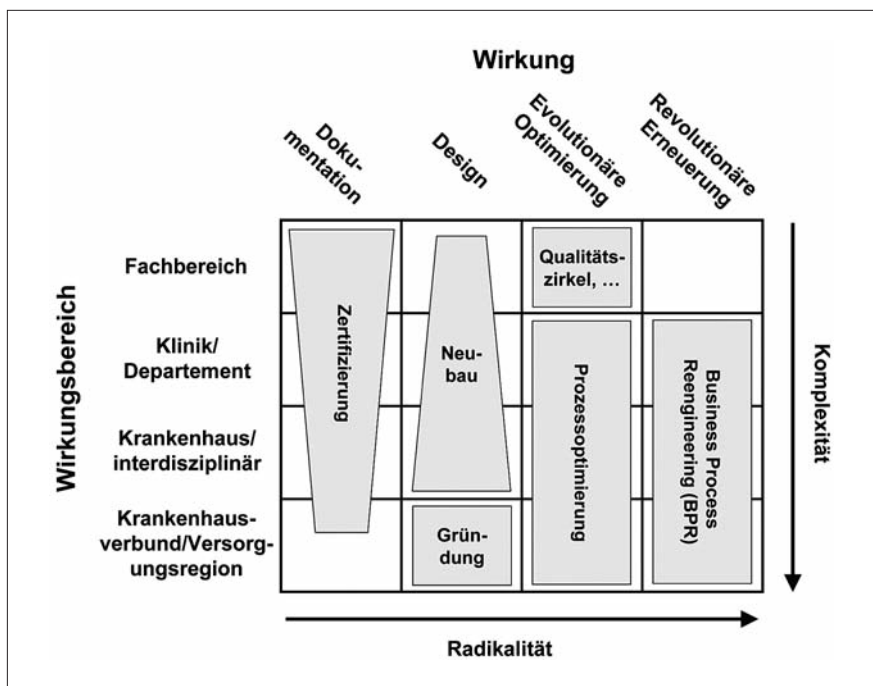 Wirkung
Doku-
mentation
Design
Evolutionäre
Optimierung
Revolutionäre
Erneuerung
Wirkungsbereich
Fachbereich
Klinik/
Departement
Krankenhaus/
interdisziplinär
Krankenhaus-
verbund/Versorg-
ungsregion
Zertifizierung
Neu-
bau
Grün-
dung
Qualitäts-
zirkel, ...
Prozessoptimierung
Business Process
Reengineering (BPR)
Komplexität
Radikalität